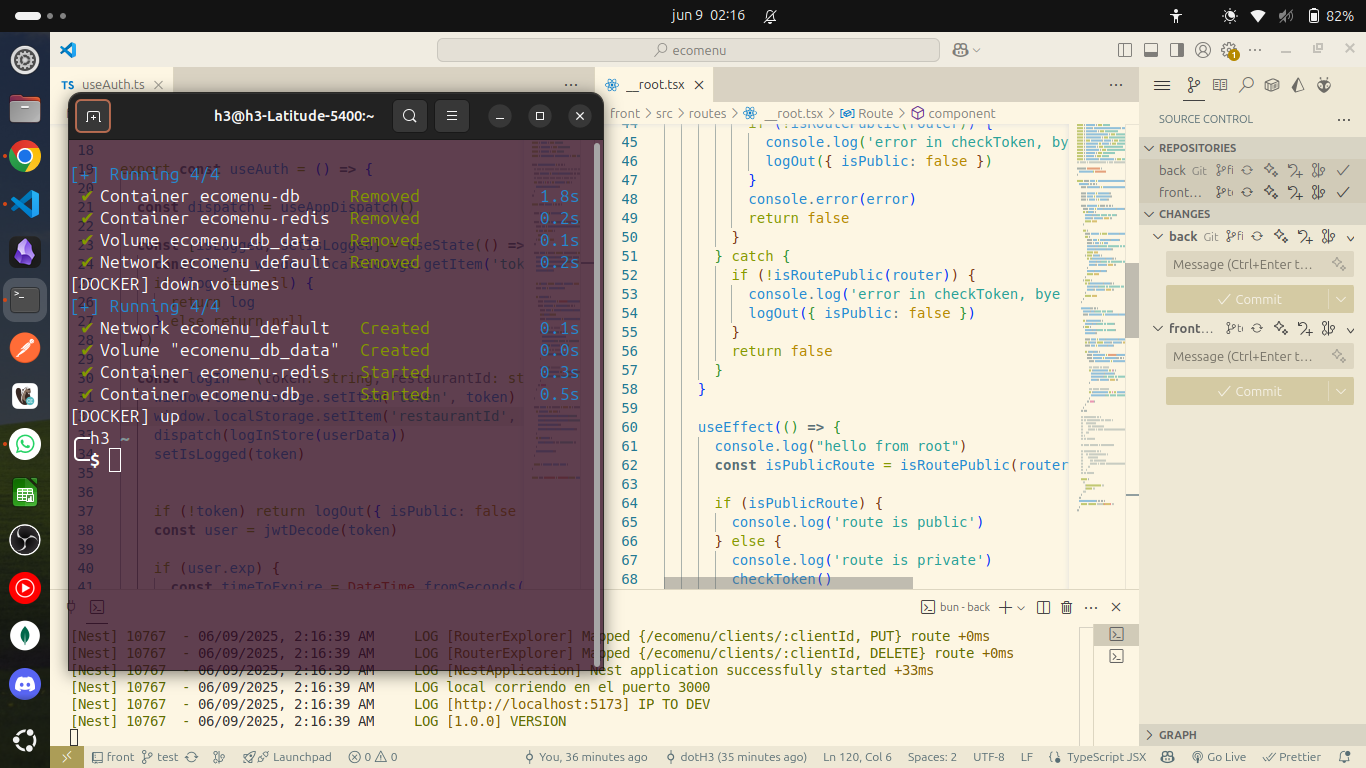 jun 9 02:16
82%
ecomenu
1
useAuth.ts
h3@h3-Latitude-5400:~
18
[+] Running 4/4
✔ Container ecomenu-db Removed 1.8s
✔ Container ecomenu-redis Removed 0.2s
✔ Volume ecomenu_db_data Removed 0.1s
✔ Network ecomenu_default Removed 0.2s
[DOCKER] down volumes
[+] Running 4/4
✔ Network ecomenu_default Created 0.1s
✔ Volume "ecomenu_db_data" Created 0.0s
✔ Container ecomenu-redis Started 0.3s
✔ Container ecomenu-db Started 0.5s
[DOCKER] up
h3 ~
$
dispatch(logInStore(userData))
setIsLogged(token)
35
36
37 if (!token) return logOut({ isPublic: false
38 const user = jwtDecode(token)
39
40 if (user.exp) {
41 const timeToExpire = DateTime.fromSeconds(
__root.tsx
front > src > routes > __root.tsx > Route > component
44 if (!isRoutePublic(router)) {
45 console.log('error in checkToken, bye
46 logOut({ isPublic: false })
47 }
48 console.error(error)
49 return false
50 }
51 } catch {
52 if (!isRoutePublic(router)) {
53 console.log('error in checkToken, bye
54 logOut({ isPublic: false })
55 }
56 return false
57 }
58 }
59
60 useEffect(() => {
61 console.log("hello from root")
62 const isPublicRoute = isRoutePublic(router
63
64 if (isPublicRoute) {
65 console.log('route is public')
66 } else {
67 console.log('route is private')
68 checkToken()
SOURCE CONTROL
REPOSITORIES
back Git
front...
CHANGES
back Git
Message (Ctrl+Enter t...
Commit
front...
Message (Ctrl+Enter t...
Commit
GRAPH
bun - back
[Nest] 10767 - 06/09/2025, 2:16:39 AM LOG [RouterExplorer] Mapped {/ecomenu/clients/:clientId, PUT} route +0ms
[Nest] 10767 - 06/09/2025, 2:16:39 AM LOG [RouterExplorer] Mapped {/ecomenu/clients/:clientId, DELETE} route +0ms
[Nest] 10767 - 06/09/2025, 2:16:39 AM LOG [NestApplication] Nest application successfully started +33ms
[Nest] 10767 - 06/09/2025, 2:16:39 AM LOG local corriendo en el puerto 3000
[Nest] 10767 - 06/09/2025, 2:16:39 AM LOG [http://localhost:5173] IP TO DEV
[Nest] 10767 - 06/09/2025, 2:16:39 AM LOG [1.0.0] VERSION
front test Launchpad 0 0 You, 36 minutes ago dotH3 (35 minutes ago) Ln 120, Col 6 Spaces: 2 UTF-8 LF TypeScript JSX Go Live Prettier